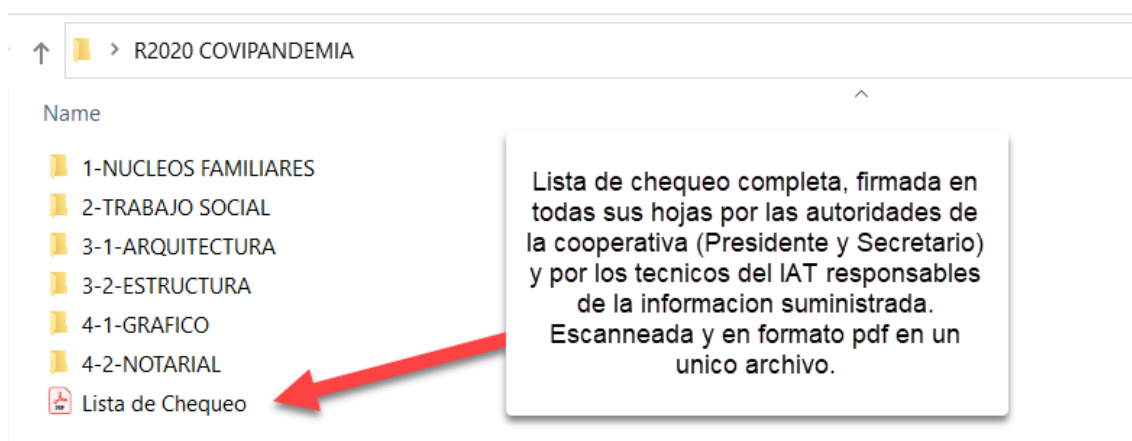 R2020 COVIPANDEMIA
Name
1-NUCLEOS FAMILIARES
2-TRABAJO SOCIAL
3-1-ARQUITECTURA
3-2-ESTRUCTURA
4-1-GRAFICO
4-2-NOTARIAL
Lista de Chequeo
Lista de chequeo completa, firmada en
todas sus hojas por las autoridades de
la cooperativa (Presidente y Secretario)
y por los tecnicos del IAT responsables
de la informacion suministrada.
Escanneada y en formato pdf en un
unico archivo.